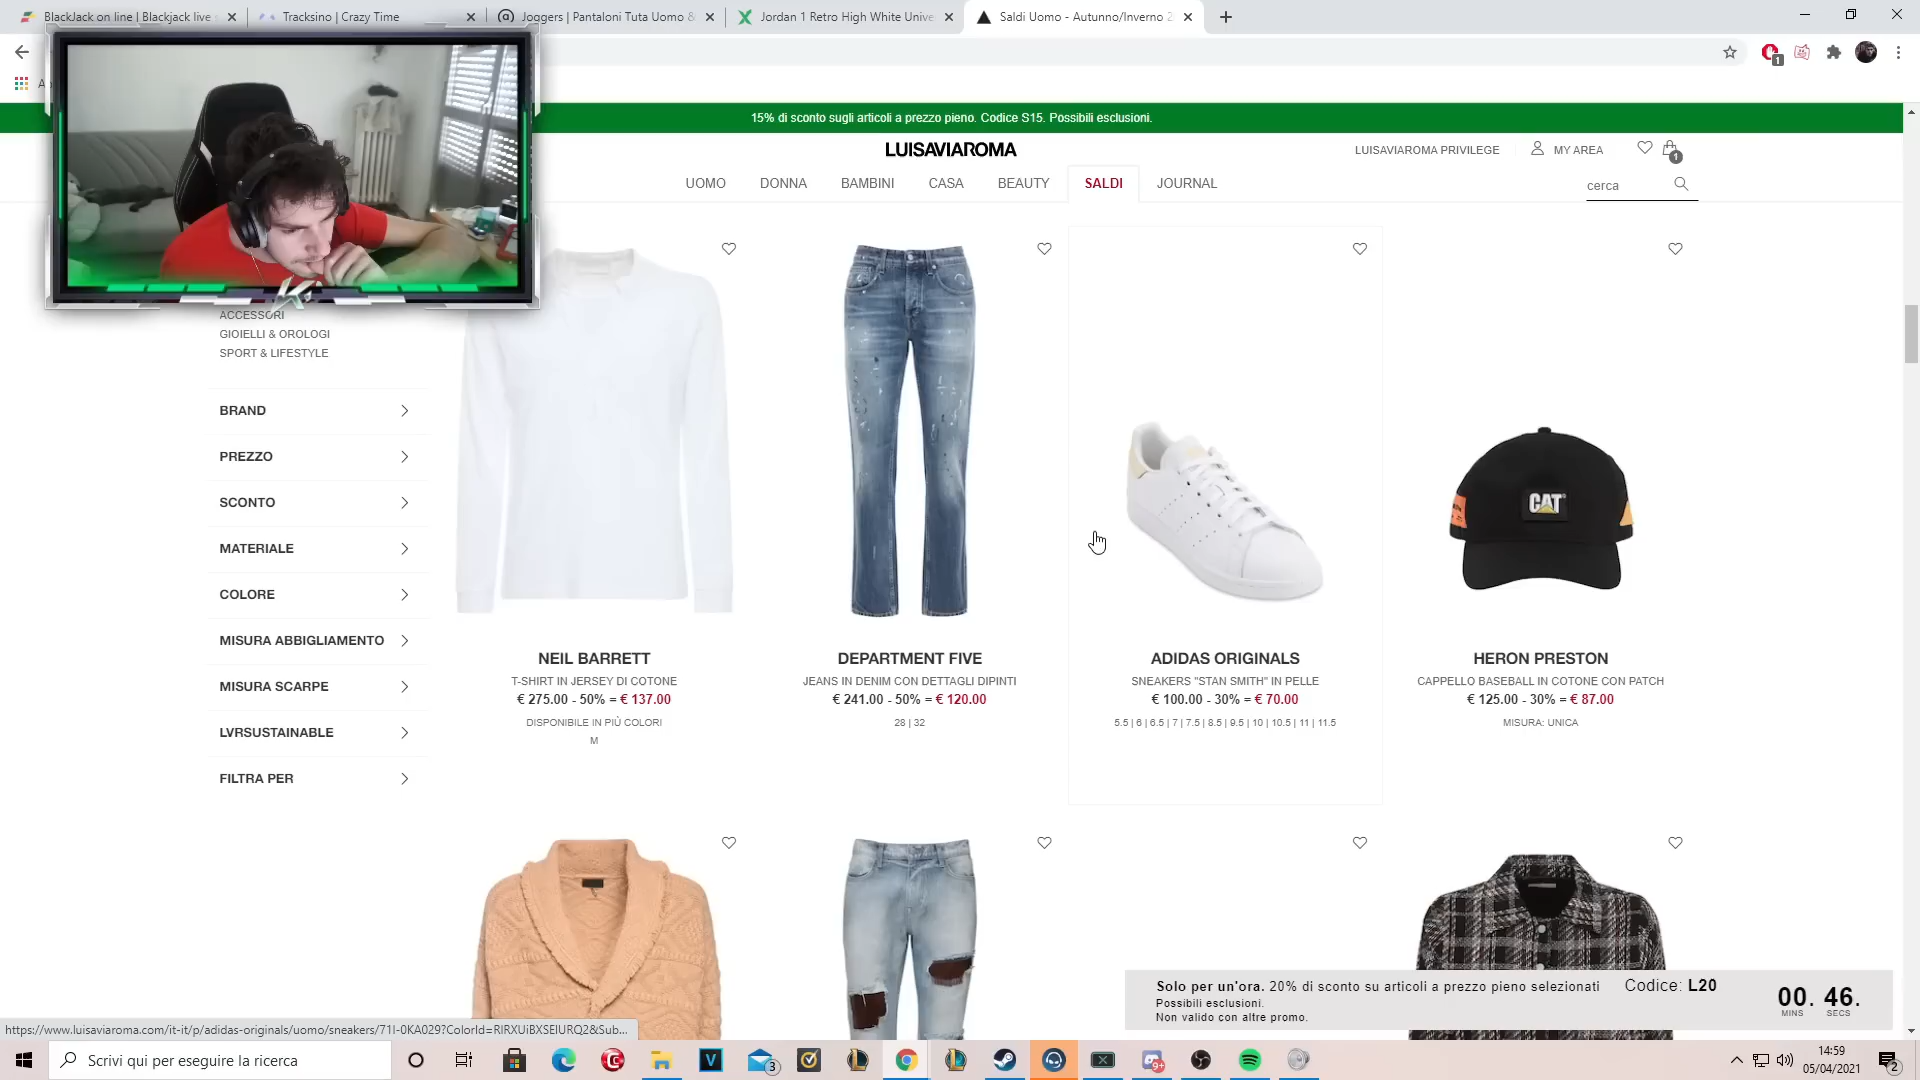 BlackJack on line | Blackjack live s
Tracksino | Crazy Time
Joggers | Pantaloni Tuta Uomo &
Jordan 1 Retro High White Unive
Saldi Uomo - Autunno/Inverno 2
1
15% di sconto sugli articoli a prezzo pieno. Codice S15. Possibili esclusioni.
LUISAVIAROMA
LUISAVIAROMA PRIVILEGE
MY AREA
1
UOMO
DONNA
BAMBINI
CASA
BEAUTY
SALDI
JOURNAL
cerca
ACCESSORI
GIOIELLI & OROLOGI
SPORT & LIFESTYLE
BRAND
PREZZO
SCONTO
MATERIALE
COLORE
MISURA ABBIGLIAMENTO
MISURA SCARPE
LVRSUSTAINABLE
FILTRA PER
NEIL BARRETT
T-SHIRT IN JERSEY DI COTONE
€ 275.00 - 50% = € 137.00
DISPONIBILE IN PIÙ COLORI
M
DEPARTMENT FIVE
JEANS IN DENIM CON DETTAGLI DIPINTI
€ 241.00 - 50% = € 120.00
28 | 32
ADIDAS ORIGINALS
SNEAKERS "STAN SMITH" IN PELLE
€ 100.00 - 30% = € 70.00
5.5 | 6 | 6.5 | 7 | 7.5 | 8.5 | 9.5 | 10 | 10.5 | 11 | 11.5
CAT
HERON PRESTON
CAPPELLO BASEBALL IN COTONE CON PATCH
€ 125.00 - 30% = € 87.00
MISURA: UNICA
Solo per un'ora. 20% di sconto su articoli a prezzo pieno selezionati
Possibili esclusioni.
Non valido con altre promo.
Codice: L20
00. 46.
MINS SECS
https://www.luisaviaroma.com/it-it/p/adidas-originals/uomo/sneakers/71I-0KA029?ColorId=RIRXUiBXSEIURQ2&Sub...
Scrivi qui per eseguire la ricerca
3
9+
14:59
05/04/2021
2